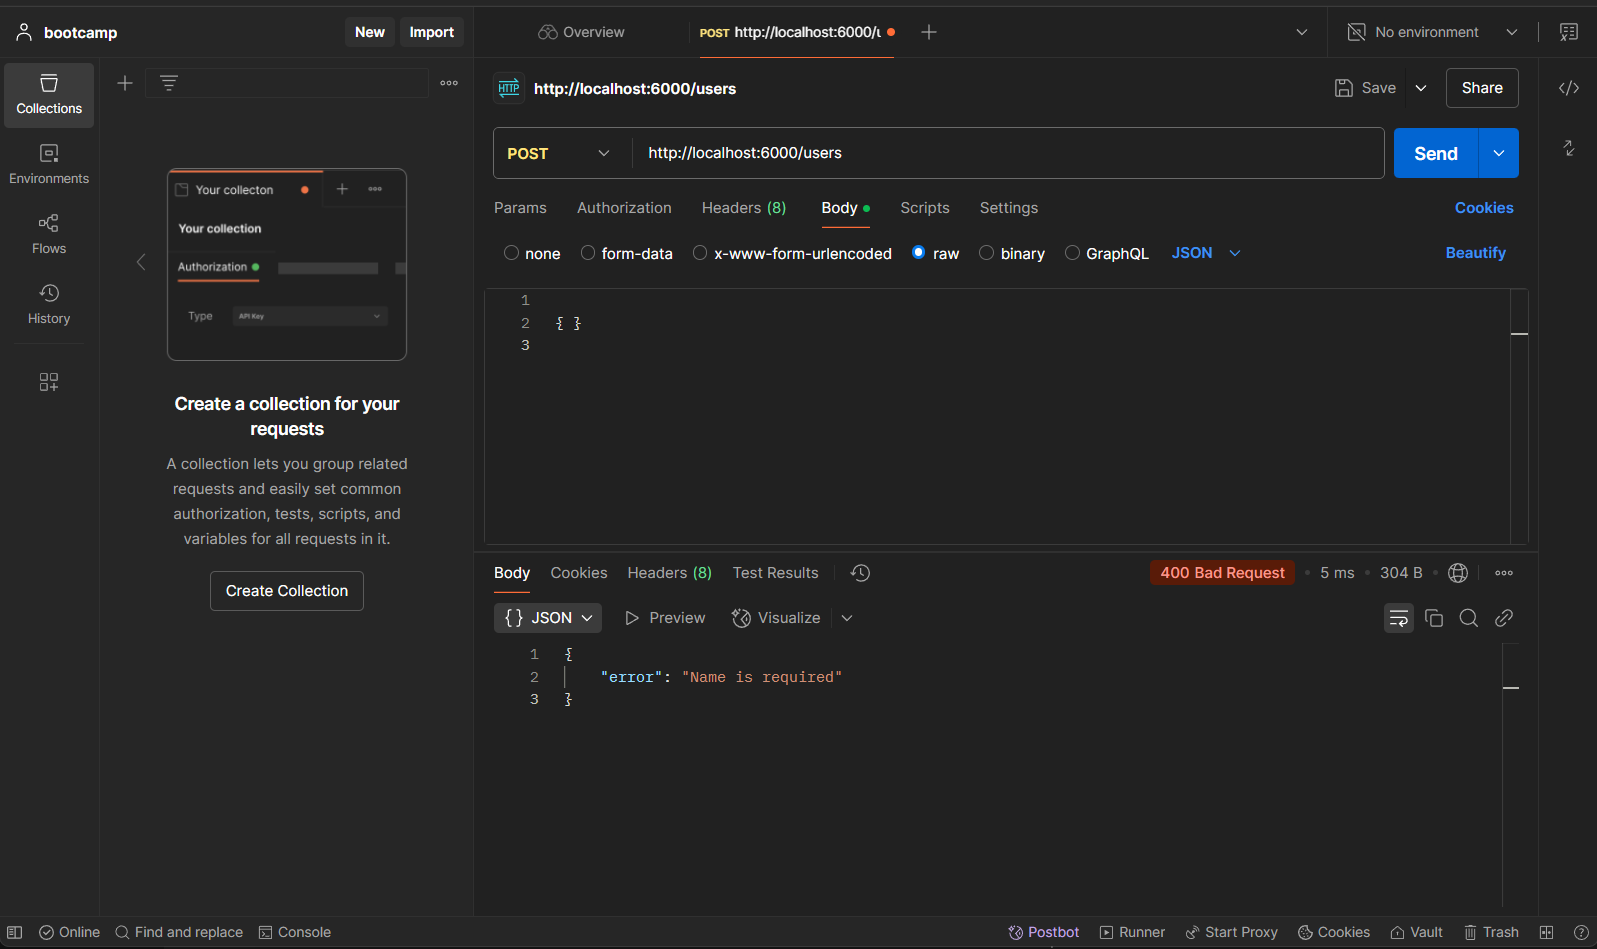 bootcamp
New
Import
Overview
POST http://localhost:6000/u
No environment
Collections
Environments
Flows
History
Your collecton
Your collection
Authorization
Type
API Key
Create a collection for your
requests
A collection lets you group related
requests and easily set common
authorization, tests, scripts, and
variables for all requests in it.
Create Collection
HTTP
http://localhost:6000/users
Save
Share
POST
http://localhost:6000/users
Send
Params
Authorization
Headers (8)
Body
Scripts
Settings
Cookies
none
form-data
x-www-form-urlencoded
raw
binary
GraphQL
JSON
Beautify
1
2 { }
3
Body
Cookies
Headers (8)
Test Results
400 Bad Request
5 ms
304 B
{} JSON
Preview
Visualize
1 {
2 "error": "Name is required"
3 }
Online
Find and replace
Console
Postbot
Runner
Start Proxy
Cookies
Vault
Trash